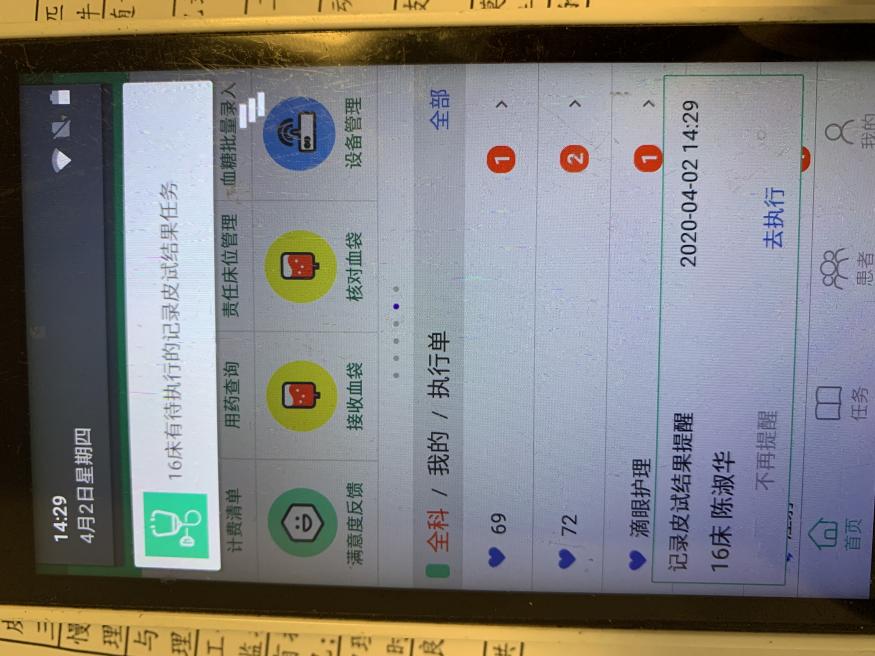 14:29
4月2日星期四
16床有待执行的记录皮试结果任务
计费清单 用药查询 责任床位管理 血糖批量录入
满意度反馈 接收血袋 核对血袋 设备管理
全科 / 我的 / 执行单 全部
69 1
72 2
滴眼护理 1
记录皮试结果提醒 2020-04-02 14:29
16床 陈淑华
不再提醒 去执行
首页 任务 患者 我的